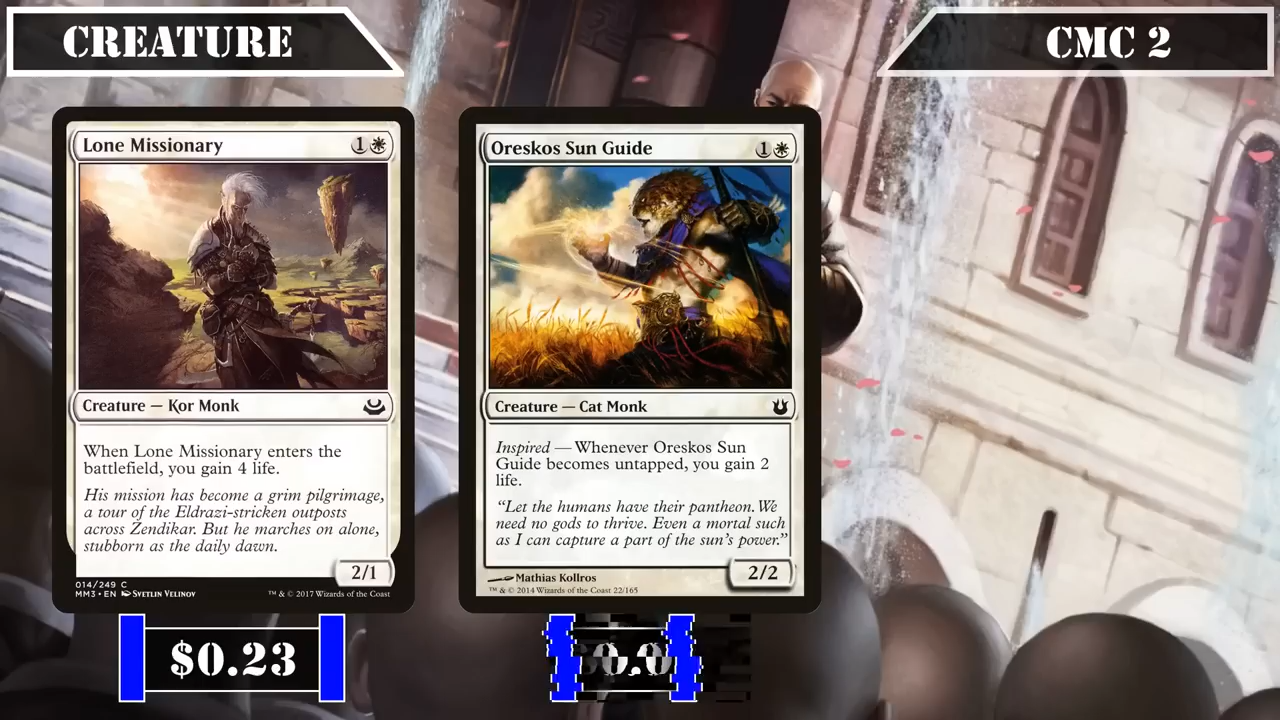 CREATURE
CMC 2
Lone Missionary 1
Creature — Kor Monk
When Lone Missionary enters the
battlefield, you gain 4 life.
His mission has become a grim pilgrimage,
a tour of the Eldrazi-stricken outposts
across Zendikar. But he marches on alone,
stubborn as the daily dawn.
2/1
014/249 C
MM3 • EN Svetlin Velinov
™ & © 2017 Wizards of the Coast
$0.23
Oreskos Sun Guide 1
Creature — Cat Monk
Inspired — Whenever Oreskos Sun
Guide becomes untapped, you gain 2
life.
“Let the humans have their pantheon. We
need no gods to thrive. Even a mortal such
as I can capture a part of the sun’s power.”
2/2
Mathias Kollros
™ & © 2014 Wizards of the Coast 22/165